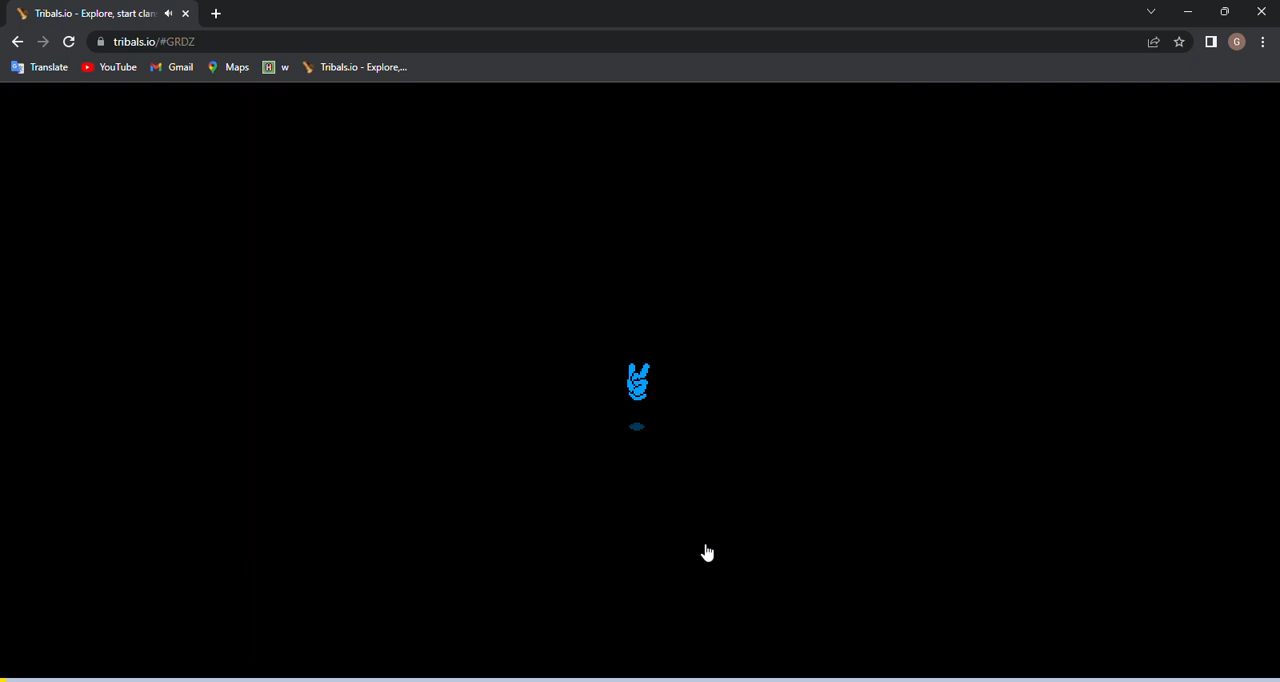 Tribals.io - Explore, start clan
tribals.io/#GRDZ
G
Translate YouTube Gmail Maps H w Tribals.io - Explore,...